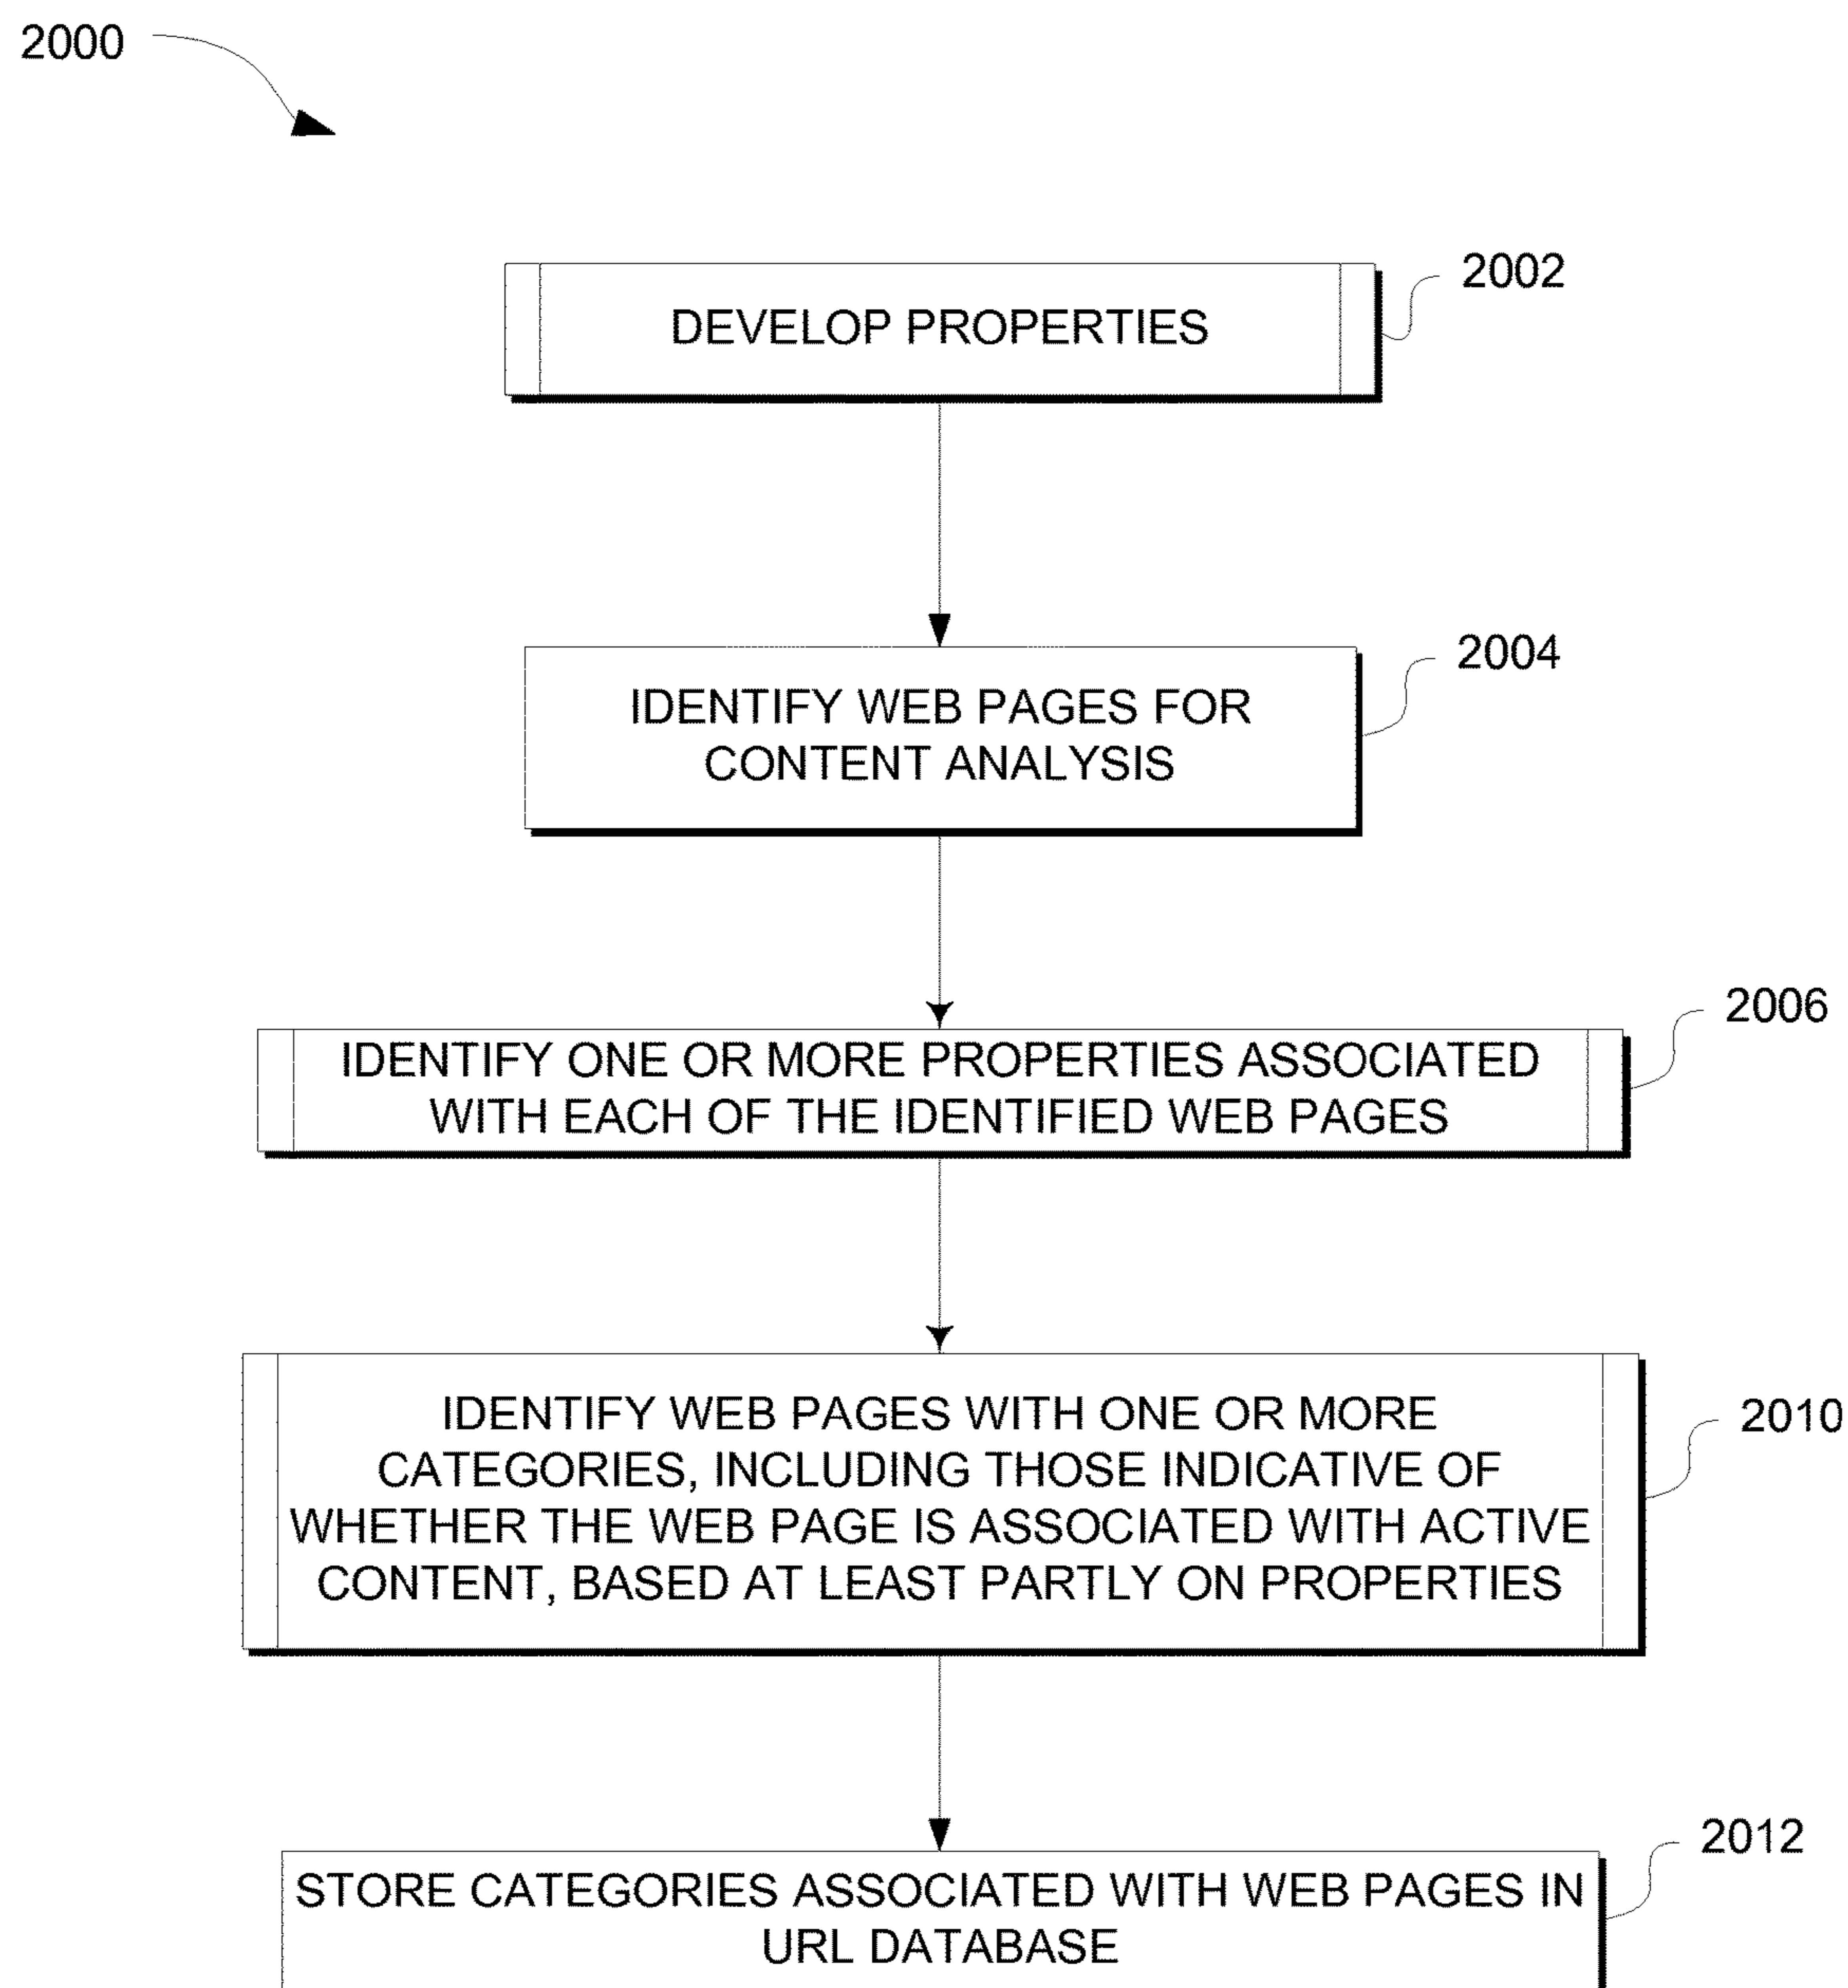 2000
2002
DEVELOP PROPERTIES
2004
IDENTIFY WEB PAGES FOR
CONTENT ANALYSIS
2006
IDENTIFY ONE OR MORE PROPERTIES ASSOCIATED
WITH EACH OF THE IDENTIFIED WEB PAGES
2010
IDENTIFY WEB PAGES WITH ONE OR MORE
CATEGORIES, INCLUDING THOSE INDICATIVE OF
WHETHER THE WEB PAGE IS ASSOCIATED WITH ACTIVE
CONTENT, BASED AT LEAST PARTLY ON PROPERTIES
2012
STORE CATEGORIES ASSOCIATED WITH WEB PAGES IN
URL DATABASE